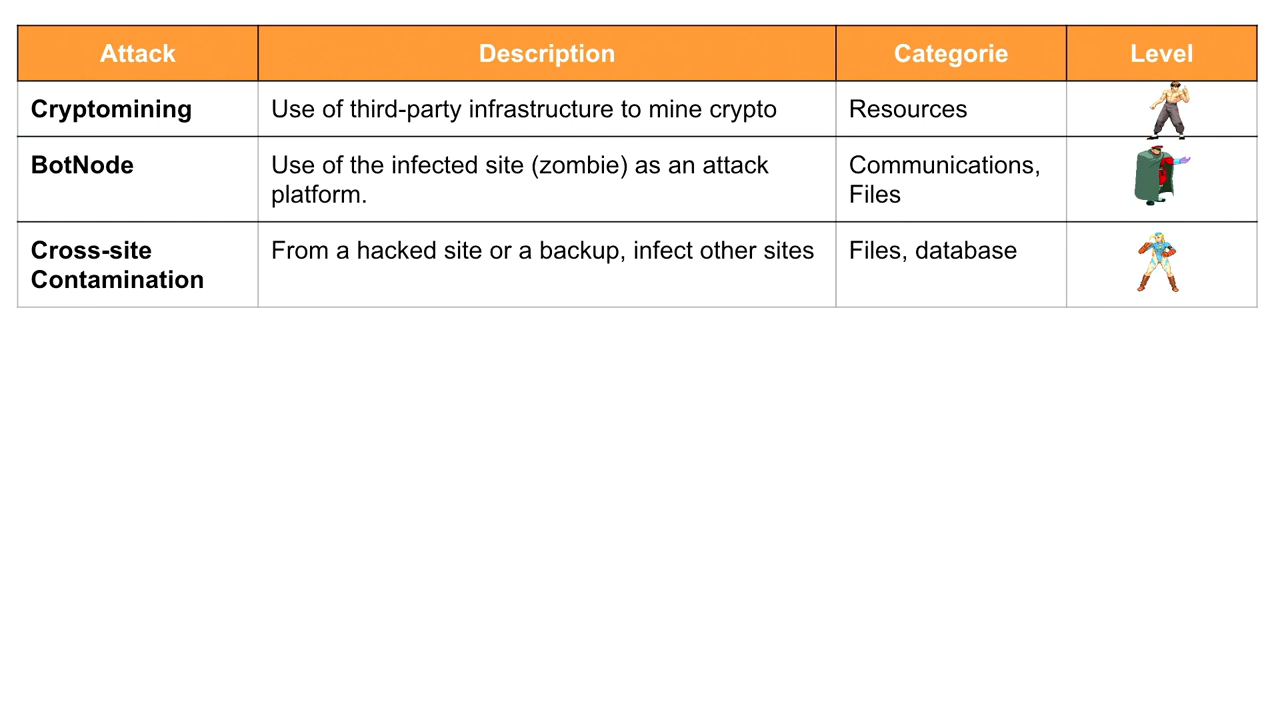 Attack Description Categorie Level
Cryptomining Use of third-party infrastructure to mine crypto Resources
BotNode Use of the infected site (zombie) as an attack platform. Communications, Files
Cross-site Contamination From a hacked site or a backup, infect other sites Files, database